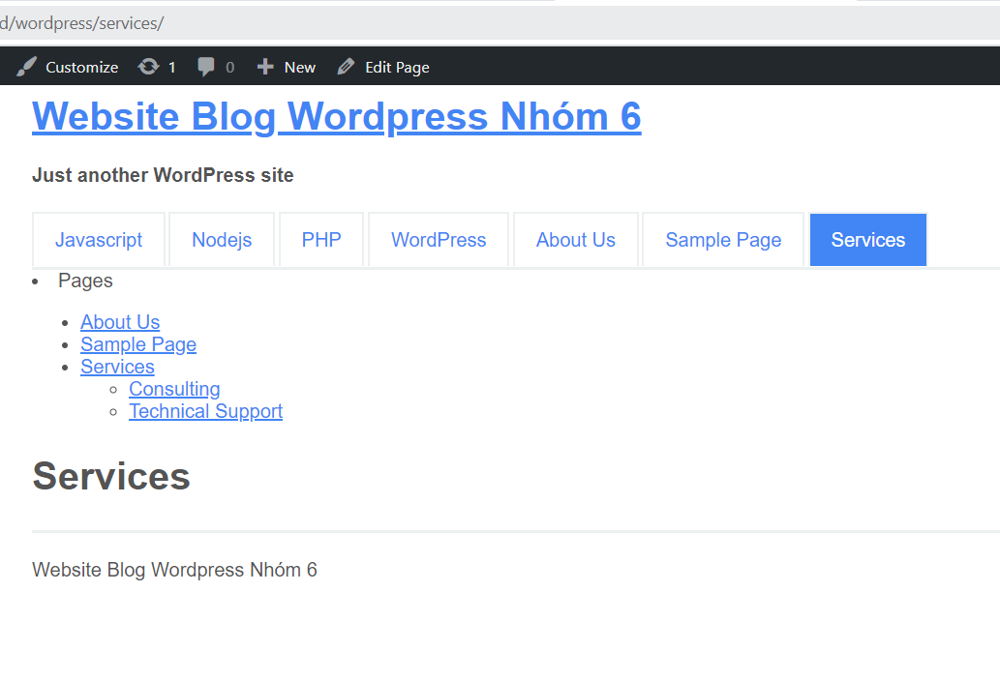 d/wordpress/services/
Customize 1 0 New Edit Page
Website Blog Wordpress Nhóm 6
Just another WordPress site
Javascript Nodejs PHP WordPress About Us Sample Page Services
Pages
About Us
Sample Page
Services
Consulting
Technical Support
Services
Website Blog Wordpress Nhóm 6